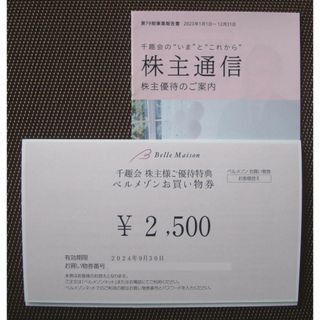 第79期事業報告書
2023年1月1日〜12月31日
千趣会の"いま"と"これから"
株主通信
株主優待のご案内
Belle Maison
千趣会 株主様ご優待特典
ベルメゾンお買い物券
ベルメゾン お買い物券
お客様控え
¥ 2,500
有効期限
2024年9月30日
お買い物券番号